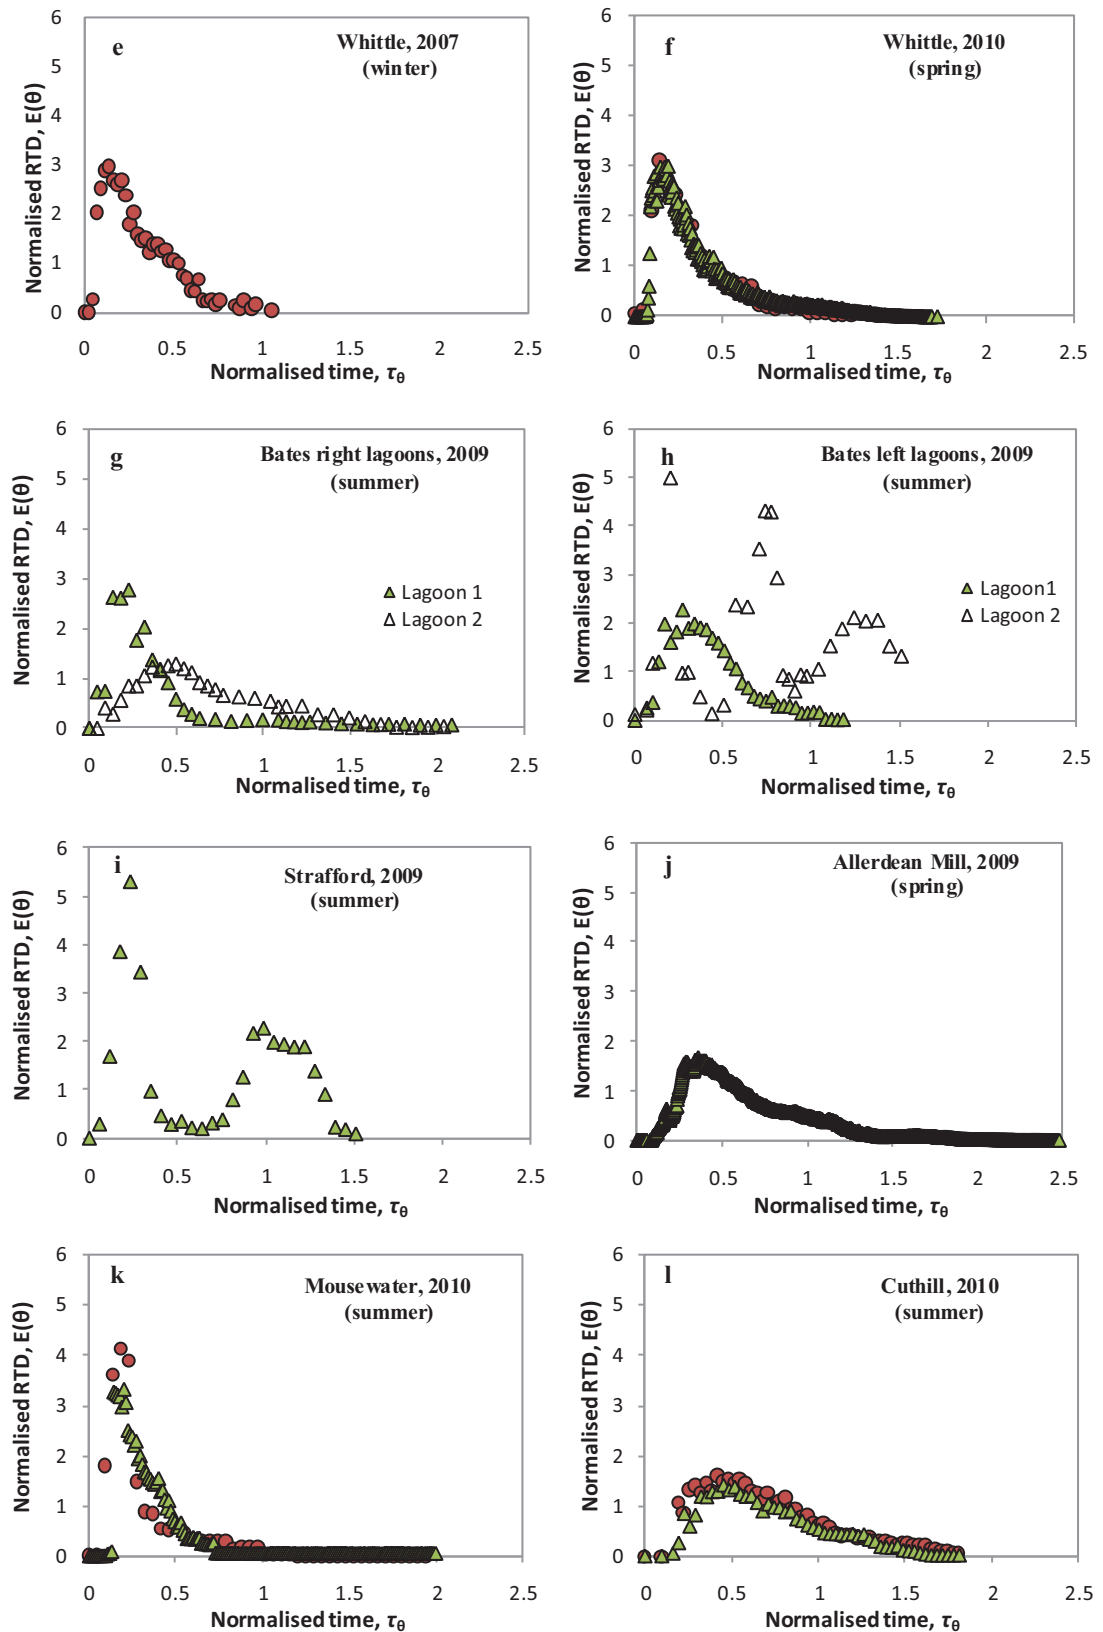 e
Whittle, 2007
(winter)
Normalised RTD, E(θ)
6
5
4
3
2
1
0
0 0.5 1 1.5 2 2.5
Normalised time, τθ
f
Whittle, 2010
(spring)
Normalised RTD, E(θ)
6
5
4
3
2
1
0
0 0.5 1 1.5 2 2.5
Normalised time, τθ
g
Bates right lagoons, 2009
(summer)
Lagoon 1
Lagoon 2
Normalised RTD, E(θ)
6
5
4
3
2
1
0
0 0.5 1 1.5 2 2.5
Normalised time, τθ
h
Bates left lagoons, 2009
(summer)
Lagoon1
Lagoon 2
Normalised RTD, E(θ)
6
5
4
3
2
1
0
0 0.5 1 1.5 2 2.5
Normalised time, τθ
i
Strafford, 2009
(summer)
Normalised RTD, E(θ)
6
5
4
3
2
1
0
0 0.5 1 1.5 2 2.5
Normalised time, τθ
j
Allerdean Mill, 2009
(spring)
Normalised RTD, E(θ)
6
5
4
3
2
1
0
0 0.5 1 1.5 2 2.5
Normalised time, τθ
k
Mousewater, 2010
(summer)
Normalised RTD, E(θ)
6
5
4
3
2
1
0
0 0.5 1 1.5 2 2.5
Normalised time, τθ
l
Cuthill, 2010
(summer)
Normalised RTD, E(θ)
6
5
4
3
2
1
0
0 0.5 1 1.5 2 2.5
Normalised time, τθ